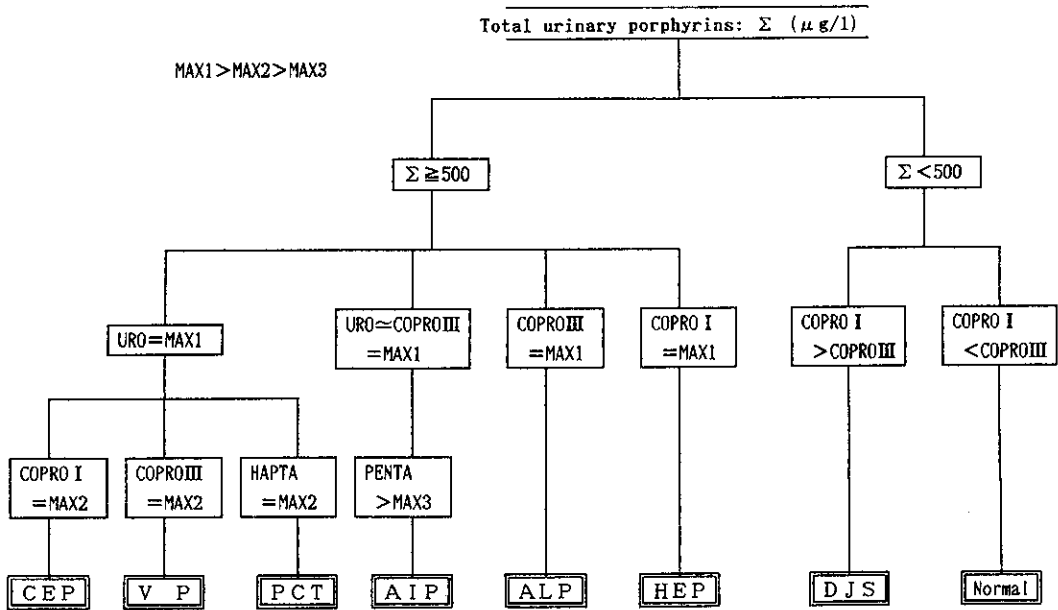 Total urinary porphyrins: Σ (μg/l)
MAX1>MAX2>MAX3
Σ≧500
Σ<500
URO=MAX1
URO≃COPROⅢ
=MAX1
COPROⅢ
=MAX1
COPRO I
=MAX1
COPRO I
>COPROⅢ
COPRO I
<COPROⅢ
COPRO I
=MAX2
COPROⅢ
=MAX2
HAPTA
=MAX2
PENTA
>MAX3
CEP
V P
PCT
AIP
ALP
HEP
DJS
Normal